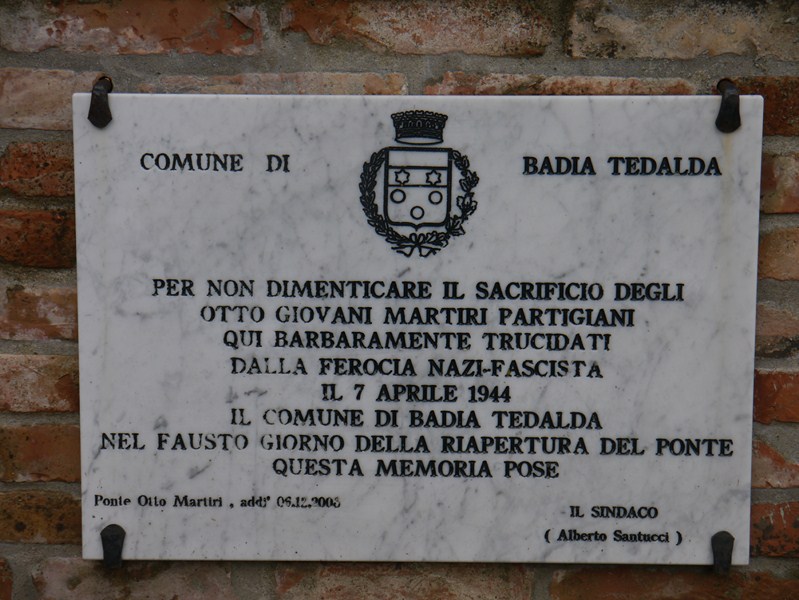 COMUNE DI BADIA TEDALDA
PER NON DIMENTICARE IL SACRIFICIO DEGLI
OTTO GIOVANI MARTIRI PARTIGIANI
QUI BARBARAMENTE TRUCIDATI
DALLA FEROCIA NAZI-FASCISTA
IL 7 APRILE 1944
IL COMUNE DI BADIA TEDALDA
NEL FAUSTO GIORNO DELLA RIAPERTURA DEL PONTE
QUESTA MEMORIA POSE
Ponte Otto Martiri , addi'
IL SINDACO
( Alberto Santucci )